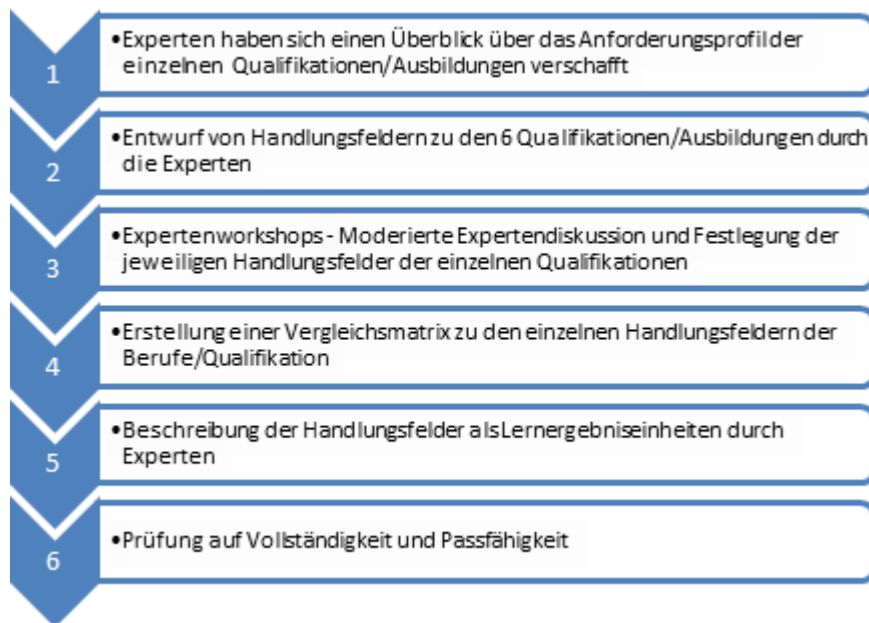 1
•Experten haben sich einen Überblick über das Anforderungsprofil der
einzelnen Qualifikationen/Ausbildungen verschafft
2
•Entwurf von Handlungsfeldern zu den 6 Qualifikationen/Ausbildungen durch
die Experten
3
•Expertenworkshops - Moderierte Expertendiskussion und Festlegung der
jeweiligen Handlungsfelder der einzelnen Qualifikationen
4
•Erstellung einer Vergleichsmatrix zu den einzelnen Handlungsfeldern der
Berufe/Qualifikation
5
•Beschreibung der Handlungsfelder als Lernergebniseinheiten durch
Experten
6
•Prüfung auf Vollständigkeit und Passfähigkeit